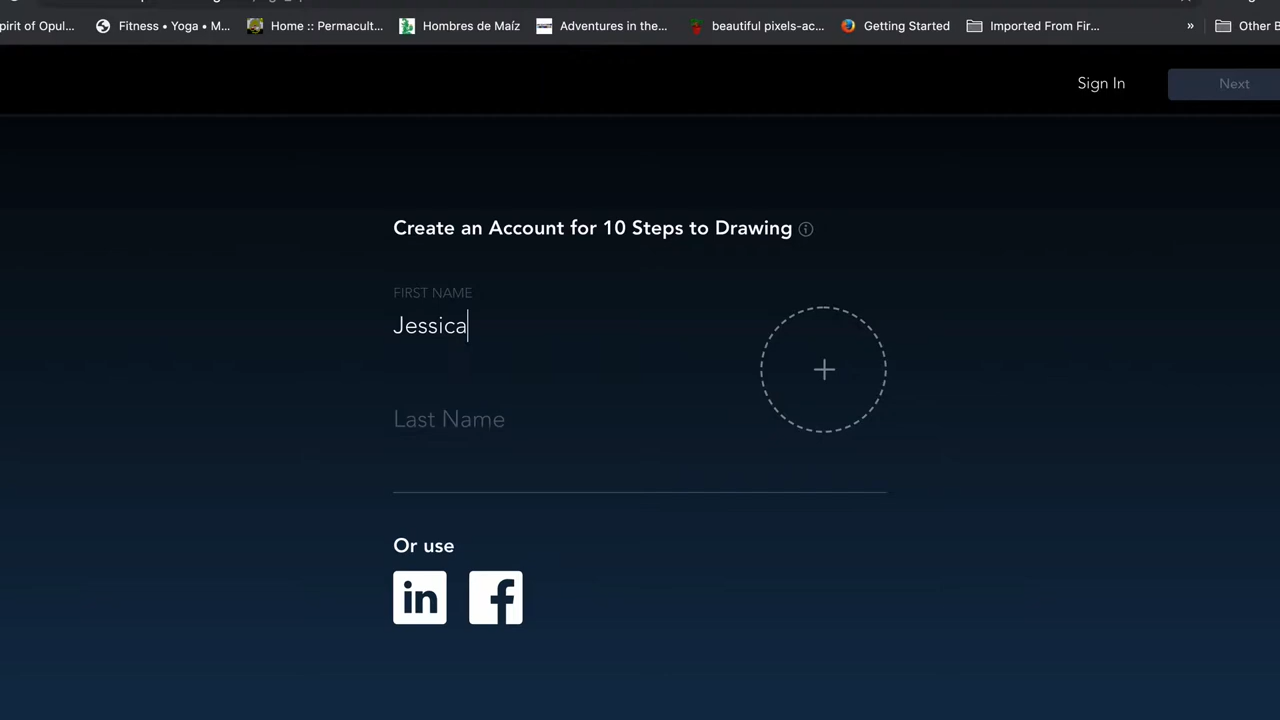 pirit of Opul... Fitness • Yoga • M... Home :: Permacult... Hombres de Maíz Adventures in the... beautiful pixels-ac... Getting Started Imported From Fir... » Other B
Sign In Next
Create an Account for 10 Steps to Drawing
FIRST NAME
Jessica
Last Name
Or use
in f